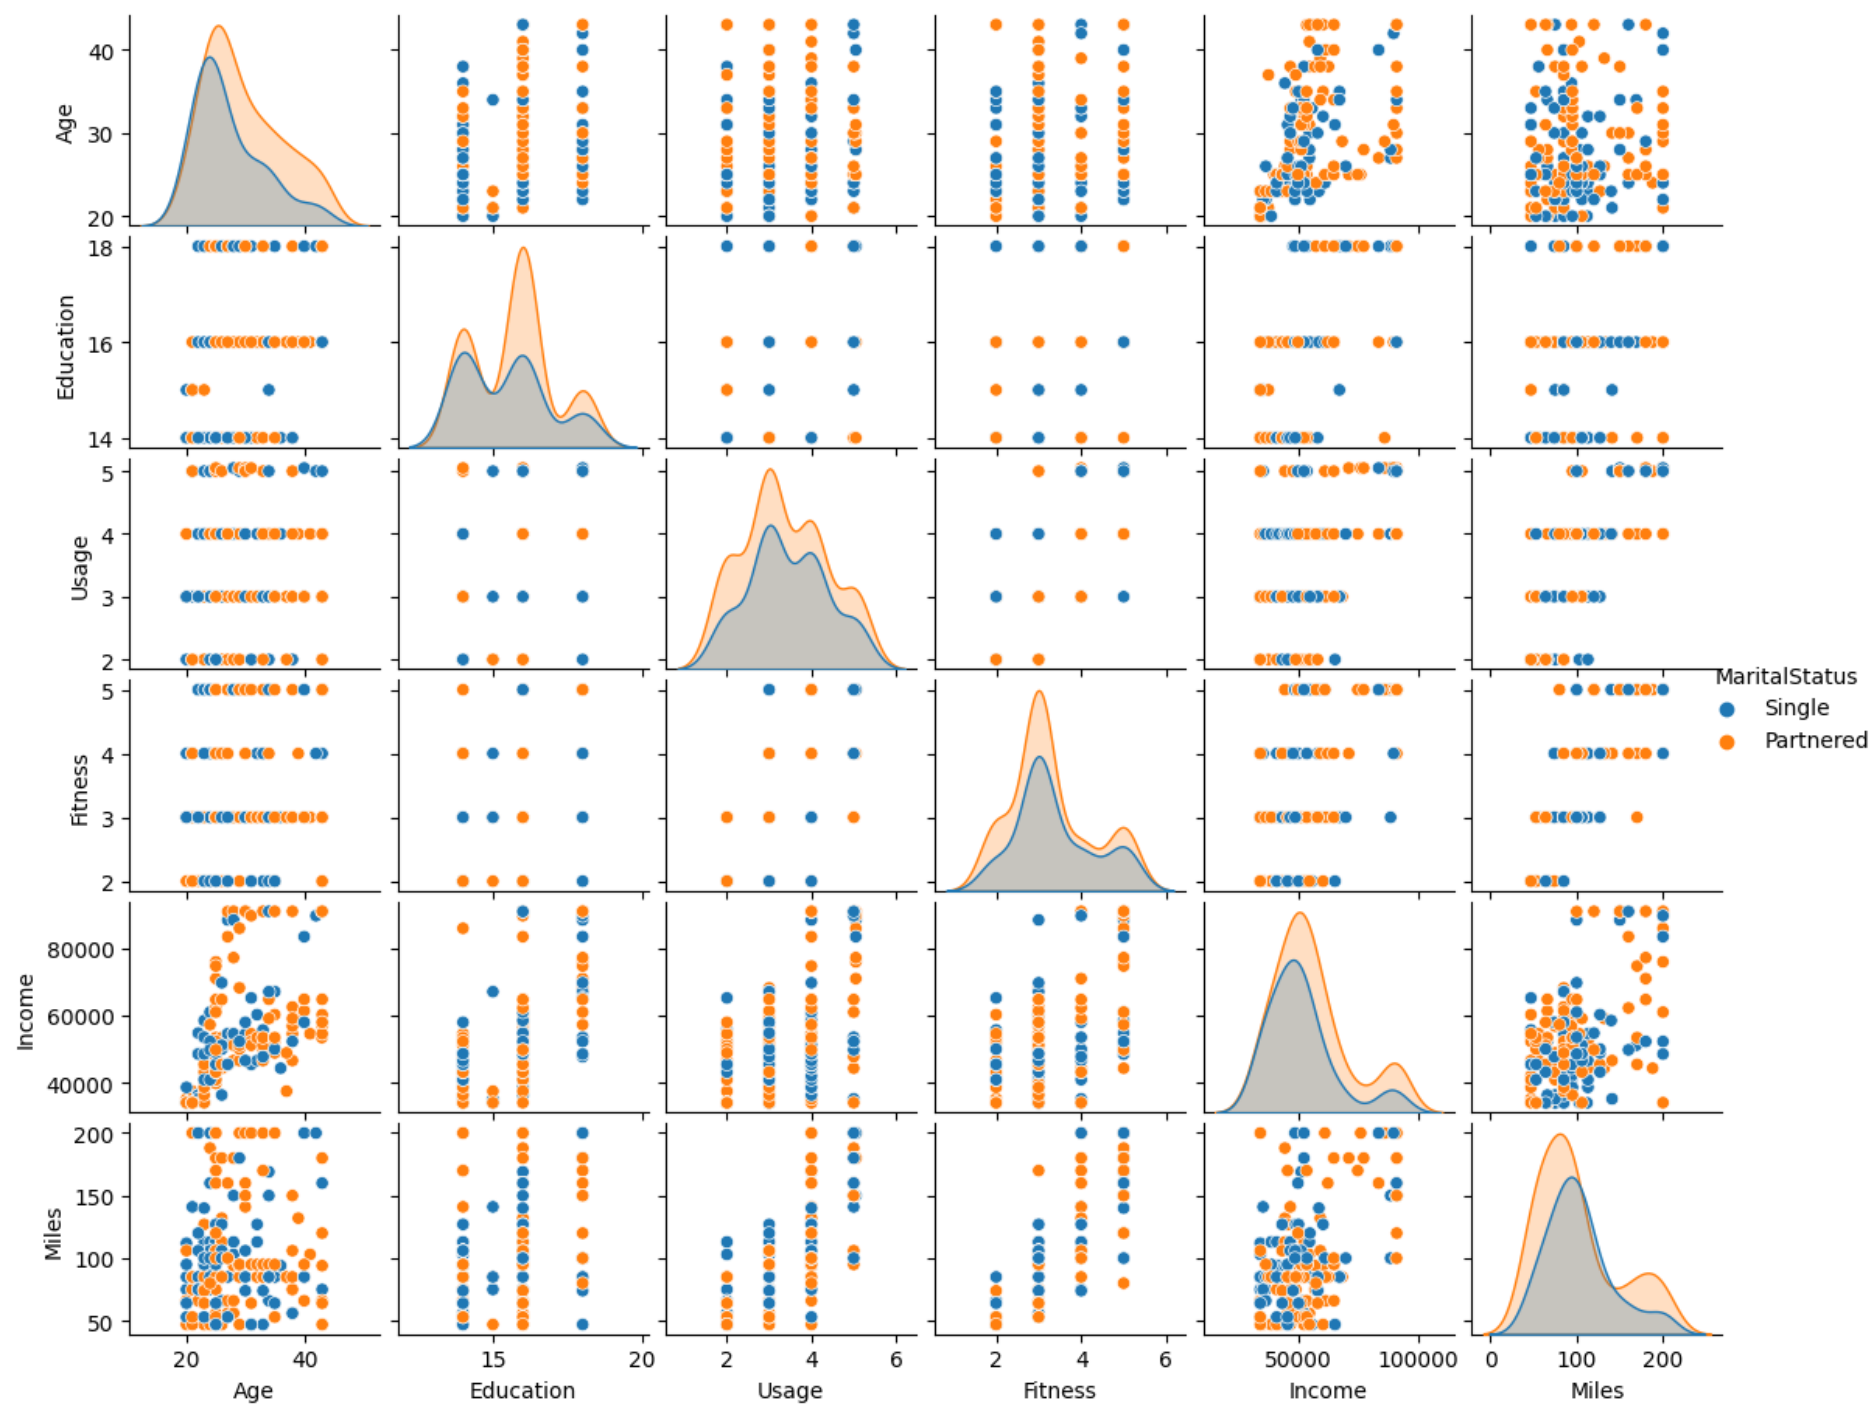 Age
40
30
20
Education
18
16
14
Usage
5
4
3
2
Fitness
5
4
3
2
MaritalStatus
Single
Partnered
Income
80000
60000
40000
Miles
200
150
100
50
20 40 15 20 2 4 6 2 4 6 50000 100000 0 100 200
Age Education Usage Fitness Income Miles